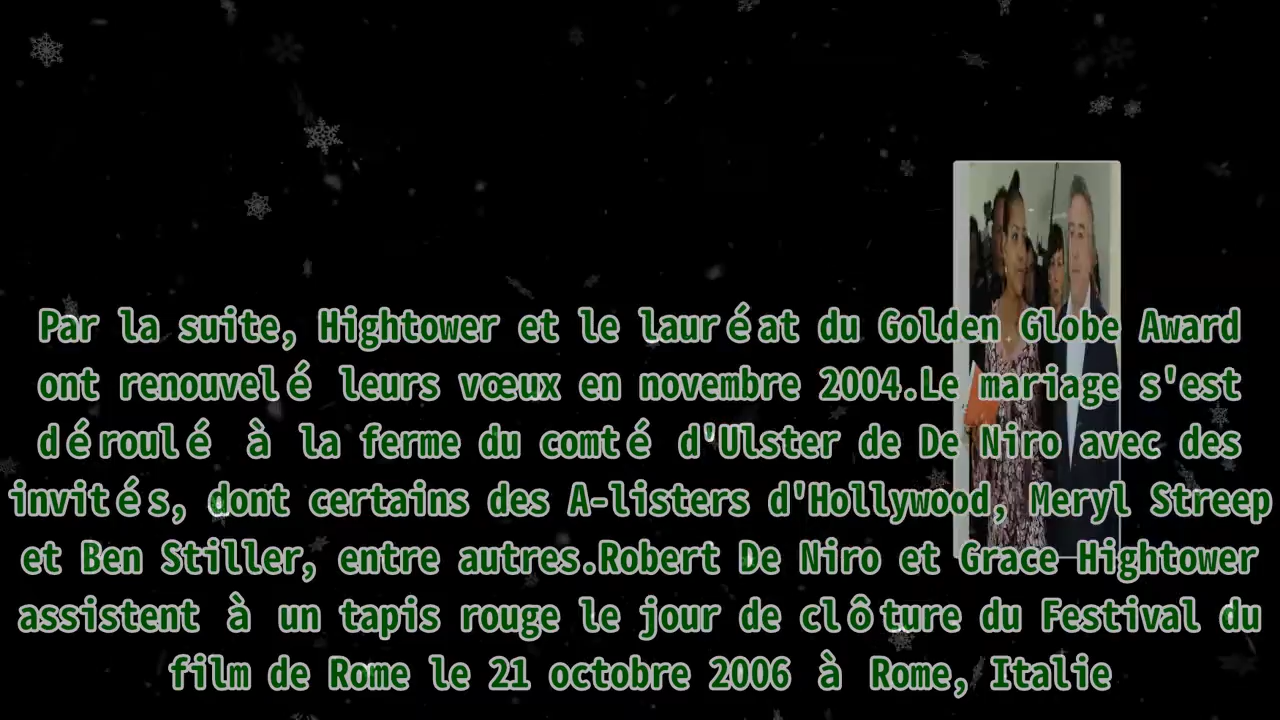 Par la suite, Hightower et le lauréat du Golden Globe Award
ont renouvelé leurs vœux en novembre 2004.Le mariage s'est
déroulé à la ferme du comté d'Ulster de De Niro avec des
invités, dont certains des A-listers d'Hollywood, Meryl Streep
et Ben Stiller, entre autres.Robert De Niro et Grace Hightower
assistent à un tapis rouge le jour de clôture du Festival du
film de Rome le 21 octobre 2006 à Rome, Italie